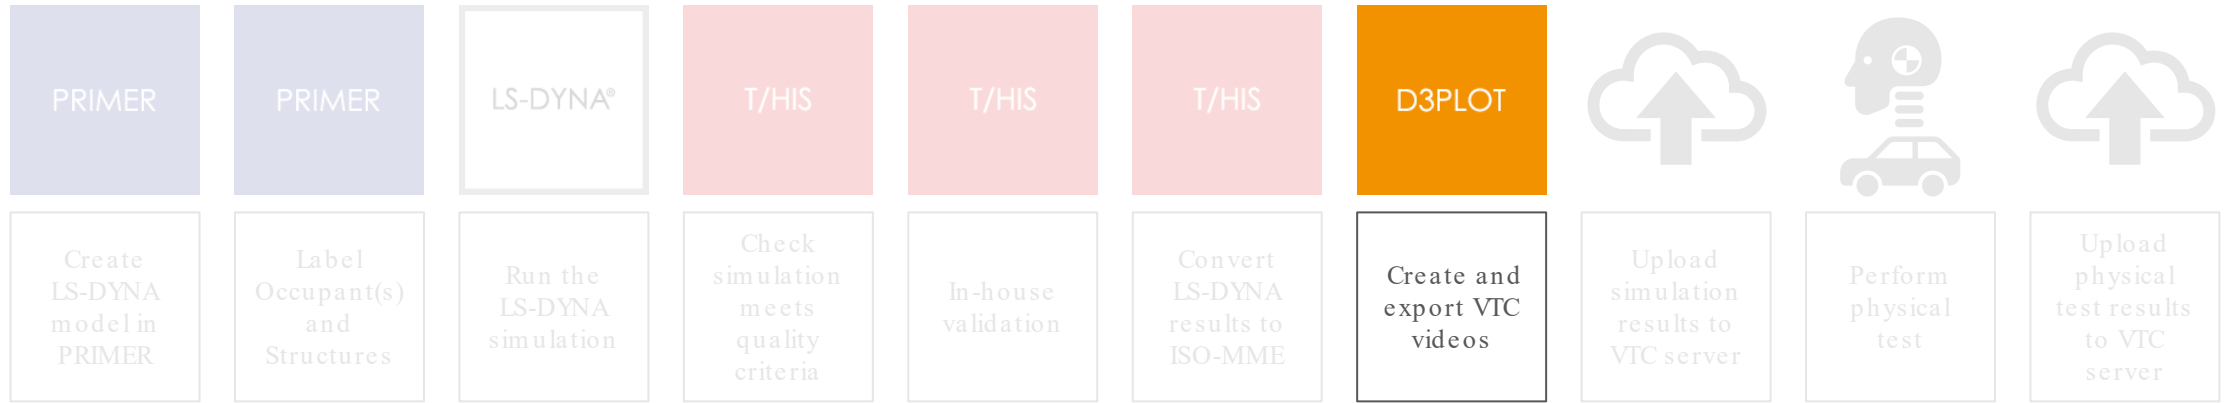 PRIMER
PRIMER
LS-DYNA®
T/HIS
T/HIS
T/HIS
D3PLOT
Create
LS-DYNA
model in
PRIMER
Label
Occupant(s)
and
Structures
Run the
LS-DYNA
simulation
Check
simulation
meets
quality
criteria
In-house
validation
Convert
LS-DYNA
results to
ISO-MME
Create and
export VTC
videos
Upload
simulation
results to
VTC server
Perform
physical
test
Upload
physical
test results
to VTC
server